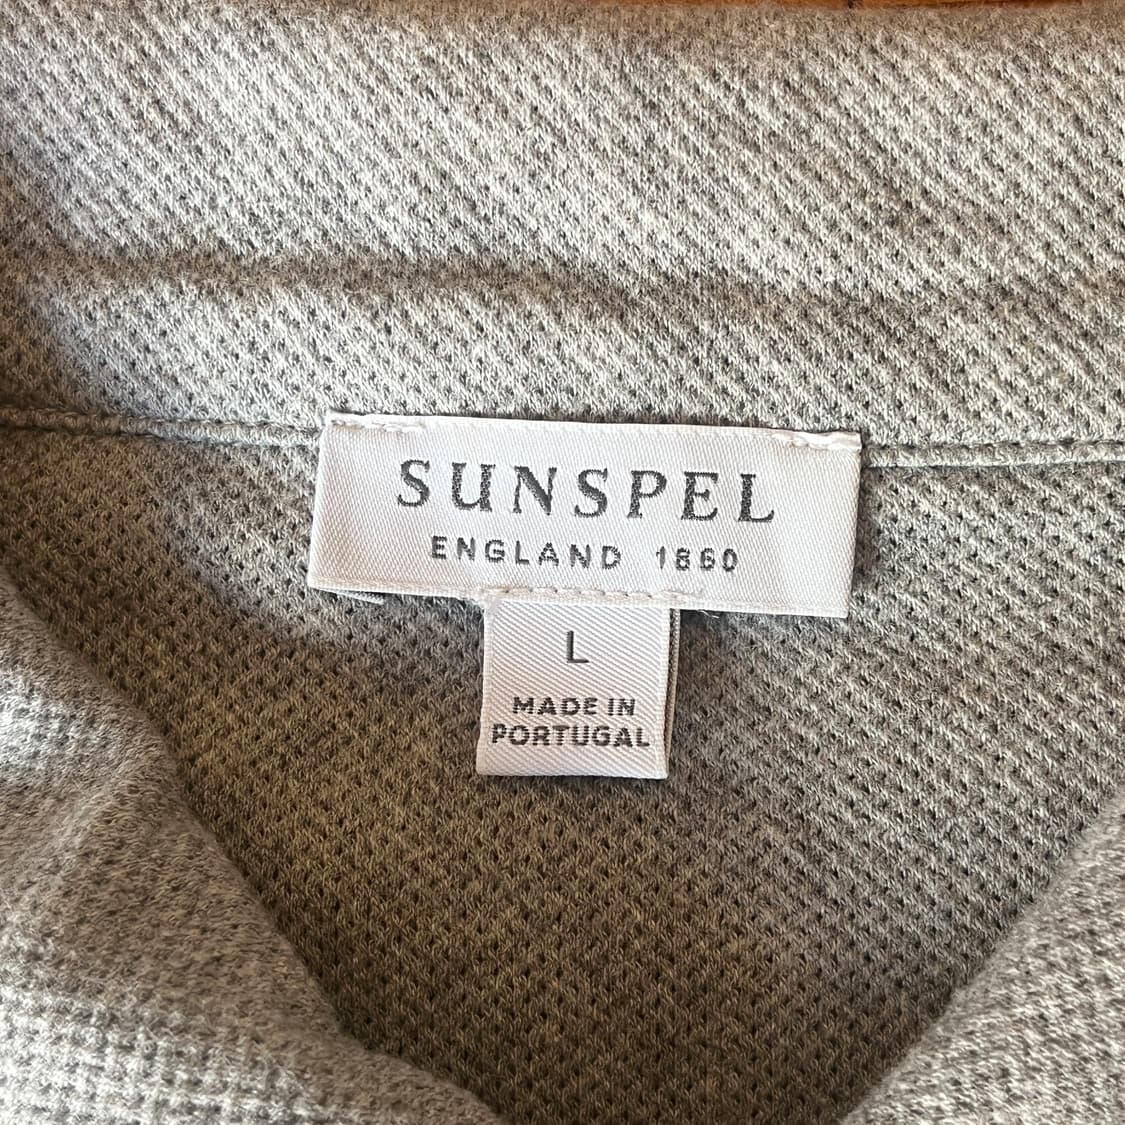 SUNSPEL
ENGLAND 1860
L
MADE IN
PORTUGAL